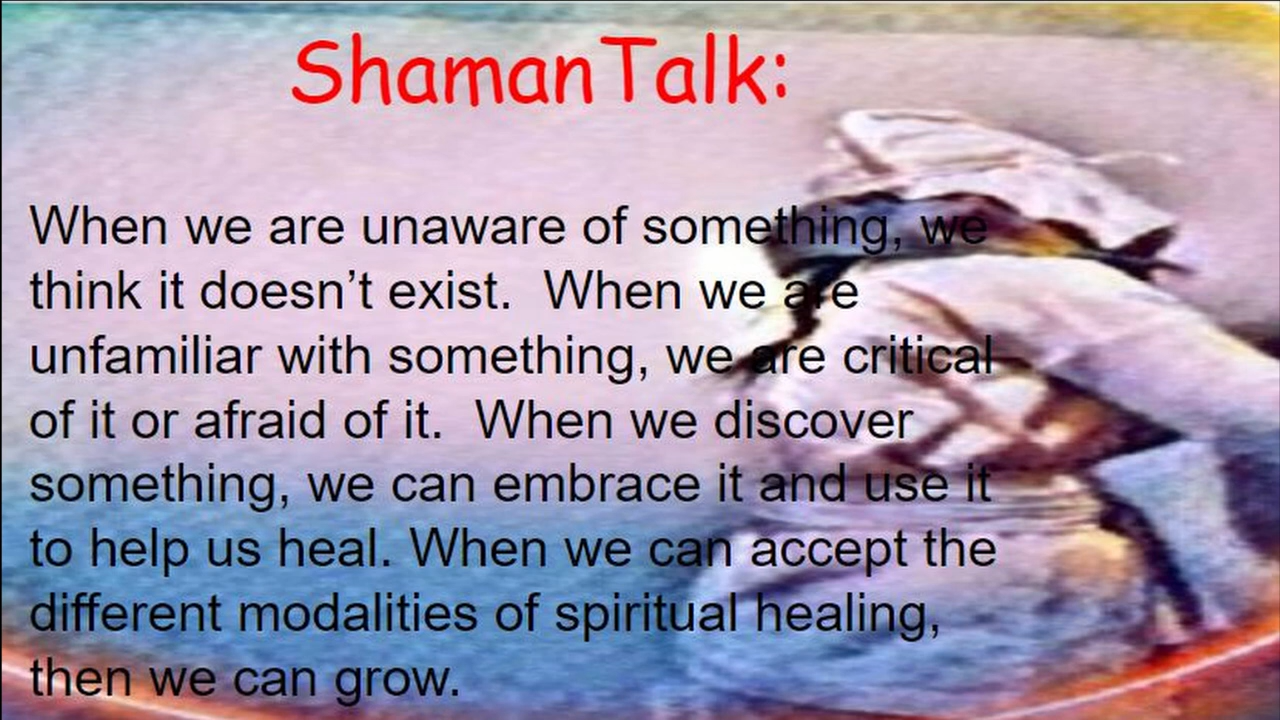 ShamanTalk:
When we are unaware of something, we
think it doesn’t exist.  When we are
unfamiliar with something, we are critical
of it or afraid of it.  When we discover
something, we can embrace it and use it
to help us heal. When we can accept the
different modalities of spiritual healing,
then we can grow.